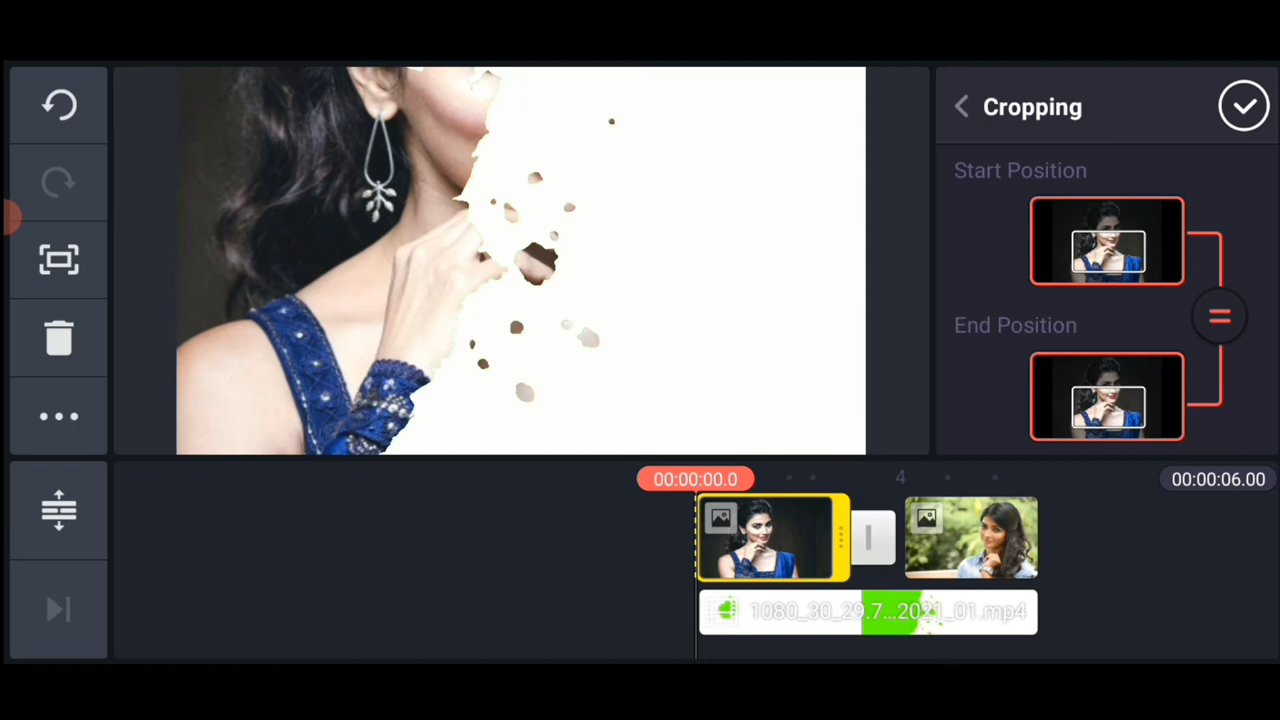 Cropping
Start Position
End Position
00:00:00.0
4
00:00:06.00
1080_30_29.7...2021_01.mp4